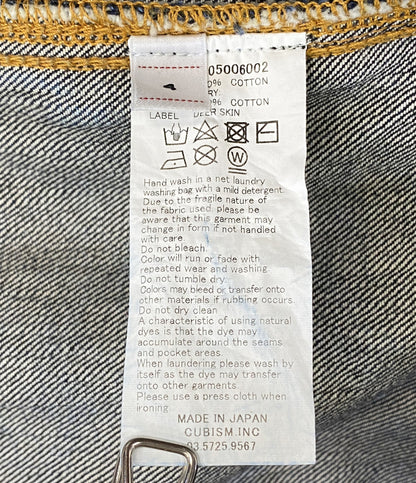 05006002
0% COTTON
RY:
0% COTTON
LABEL DEER SKIN
4
W
Hand wash in a net laundry
washing bag with a mild detergent.
Due to the fragile nature of
the fabric used, please be
aware that this garment may
change in form if not handled
with care.
Do not bleach.
Color will run or fade with
repeated wear and washing.
Do not tumble dry.
Colors may bleed or transfer onto
other materials if rubbing occurs.
Do not dry clean
A characteristic of using natural
dyes is that the dye may
accumulate around the seams
and pocket areas.
When laundering please wash by
itself as the dye may transfer
onto other garments.
Please use a press cloth when
ironing.
MADE IN JAPAN
CUBISM.INC
03.5725.9567